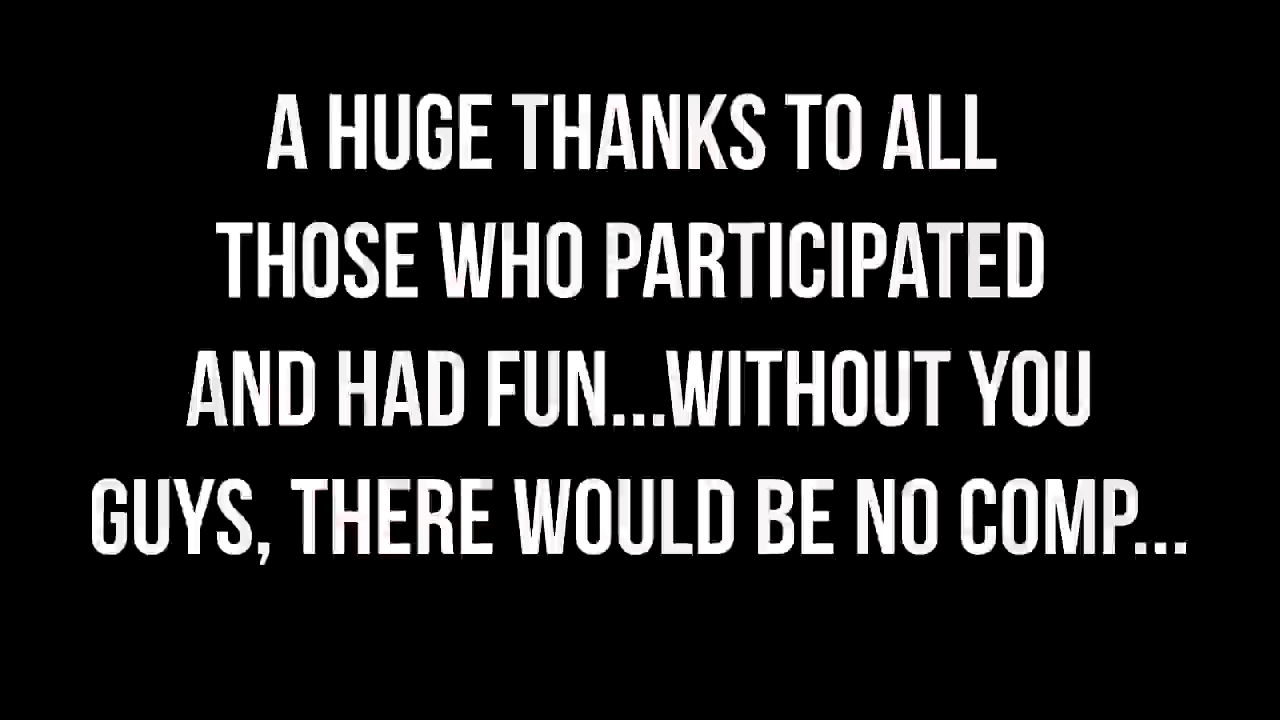 A HUGE THANKS TO ALL
THOSE WHO PARTICIPATED
AND HAD FUN...WITHOUT YOU
GUYS, THERE WOULD BE NO COMP...